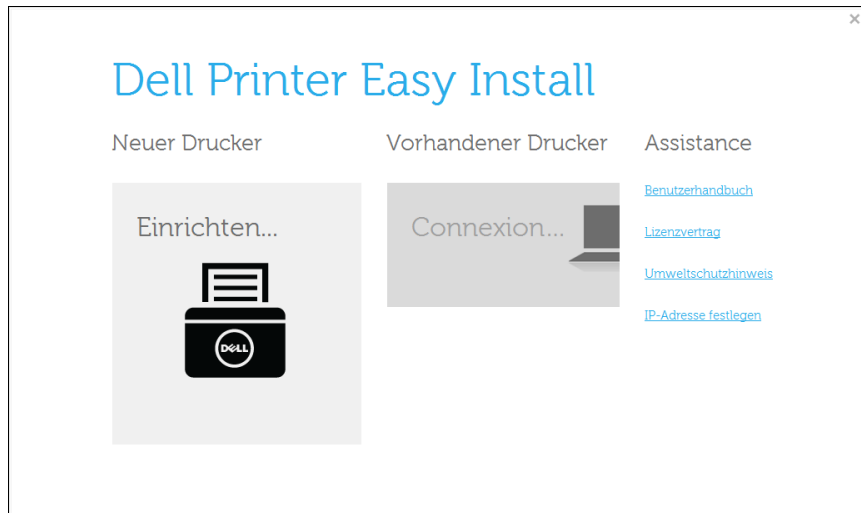 Dell Printer Easy Install
Neuer Drucker
Einrichten...
DELL
Vorhandener Drucker
Connexion...
Assistance
Benutzerhandbuch
Lizenzvertrag
Umweltschutzhinweis
IP-Adresse festlegen